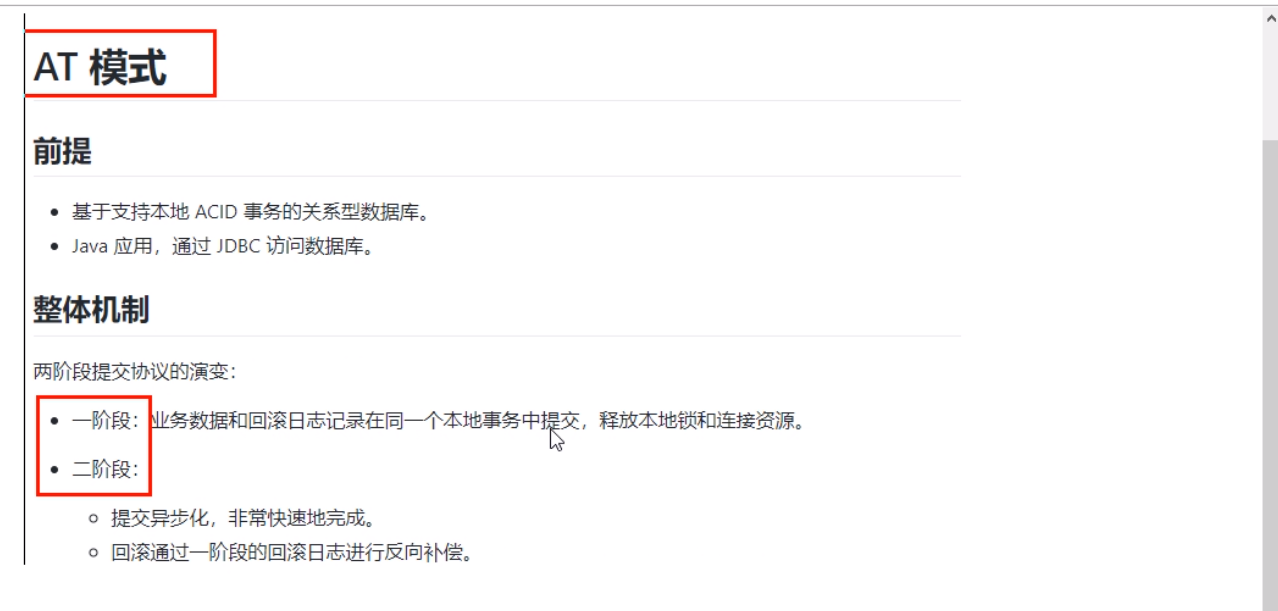 AT 模式
前提
基于支持本地 ACID 事务的关系型数据库。
Java 应用，通过 JDBC 访问数据库。
整体机制
两阶段提交协议的演变：
一阶段：业务数据和回滚日志记录在同一个本地事务中提交，释放本地锁和连接资源。
二阶段：
提交异步化，非常快速地完成。
回滚通过一阶段的回滚日志进行反向补偿。